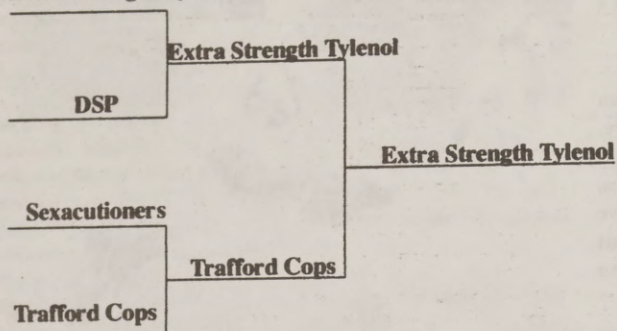 Extra Strength Tylenol
DSP
Extra Strength Tylenol
Sexacutioners
Trafford Cops
Trafford Cops